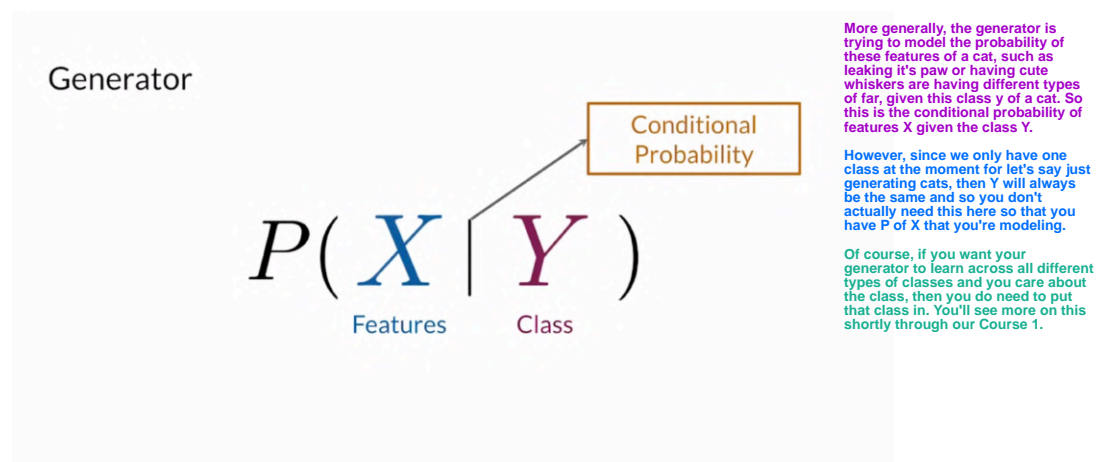 Generator
Conditional
Probability
P( X | Y )
Features
Class
More generally, the generator is
trying to model the probability of
these features of a cat, such as
leaking it's paw or having cute
whiskers are having different types
of far, given this class y of a cat. So
this is the conditional probability of
features X given the class Y.
However, since we only have one
class at the moment for let's say just
generating cats, then Y will always
be the same and so you don't
actually need this here so that you
have P of X that you're modeling.
Of course, if you want your
generator to learn across all different
types of classes and you care about
the class, then you do need to put
that class in. You'll see more on this
shortly through our Course 1.